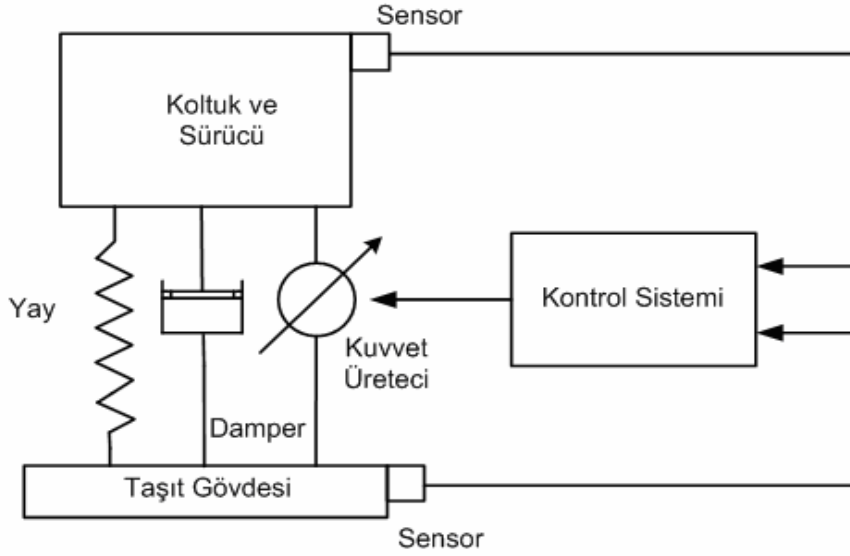 Sensor
Koltuk ve
Sürücü
Yay
Kontrol Sistemi
Kuvvet
Üreteci
Damper
Taşıt Gövdesi
Sensor